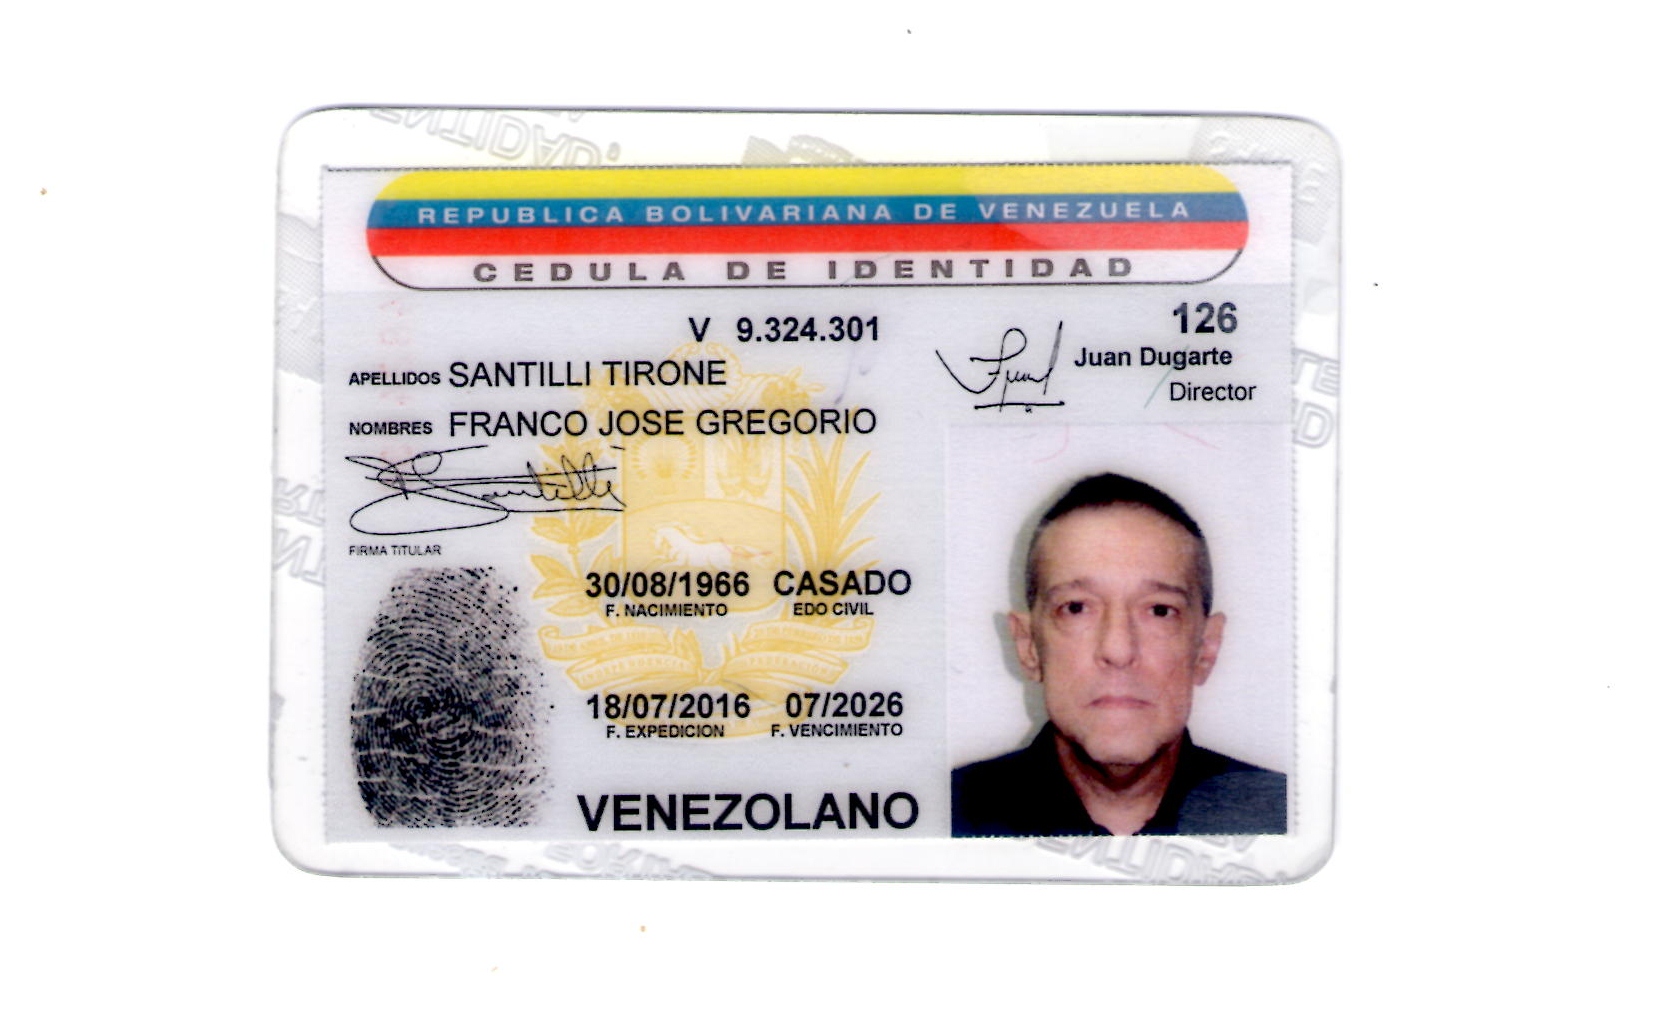 REPUBLICA BOLIVARIANA DE VENEZUELA
CEDULA DE IDENTIDAD
V 9.324.301
126
Juan Dugarte
Director
APELLIDOS SANTILLI TIRONE
NOMBRES FRANCO JOSE GREGORIO
FIRMA TITULAR
30/08/1966 CASADO
F. NACIMIENTO EDO CIVIL
18/07/2016 07/2026
F. EXPEDICION F. VENCIMIENTO
VENEZOLANO